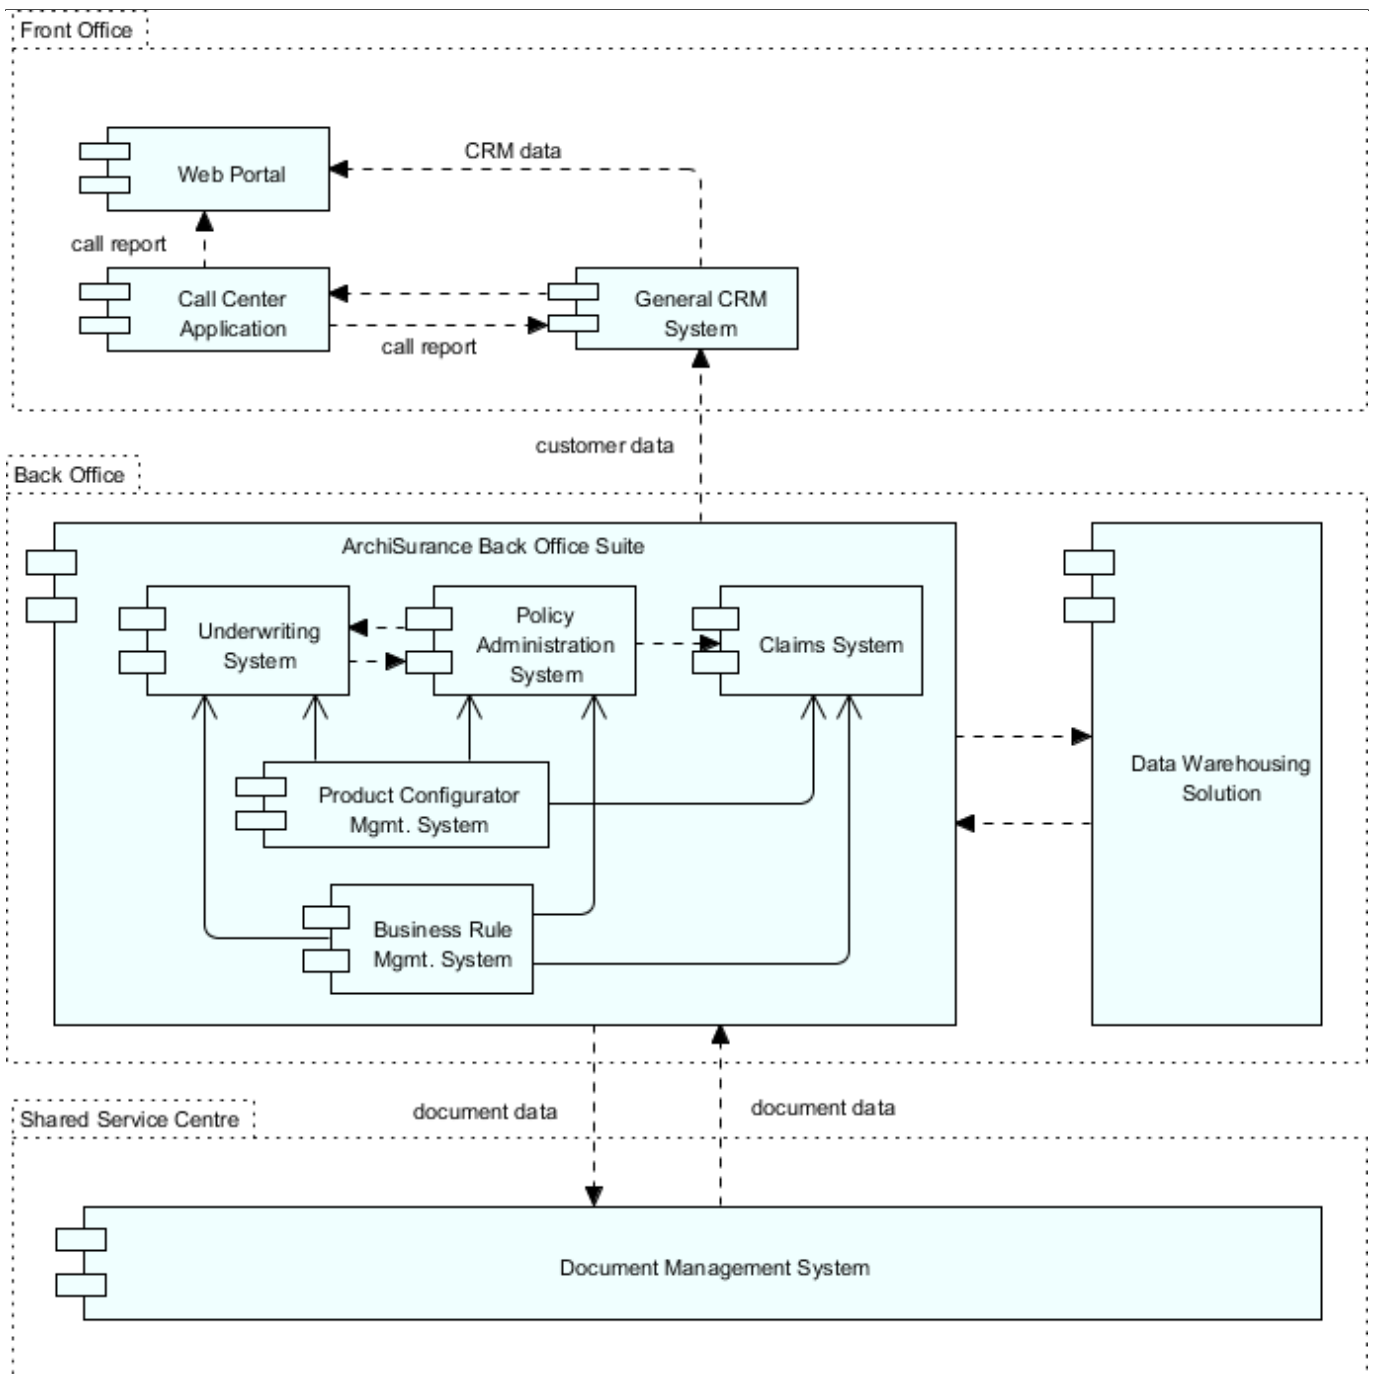 Front Office
CRM data
Web Portal
call report
Call Center
Application
General CRM
System
call report
customer data
Back Office
ArchiSurance Back Office Suite
Underwriting
System
Policy
Administration
System
Claims System
Data Warehousing
Solution
Product Configurator
Mgmt. System
Business Rule
Mgmt. System
document data
document data
Shared Service Centre
Document Management System